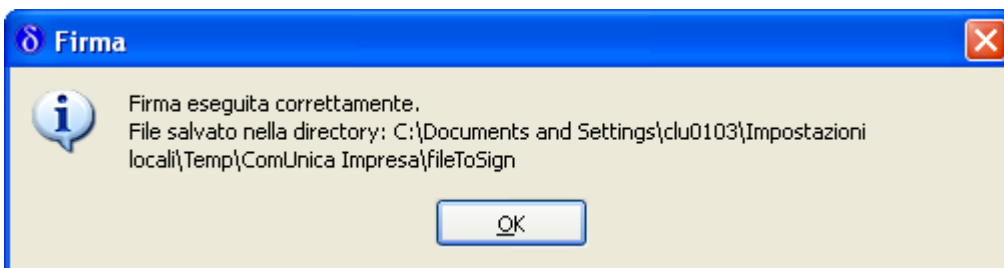 δ Firma
Firma eseguita correttamente.
File salvato nella directory: C:\Documents and Settings\clu0103\Impostazioni
locali\Temp\ComUnica Impresa\fileToSign
OK